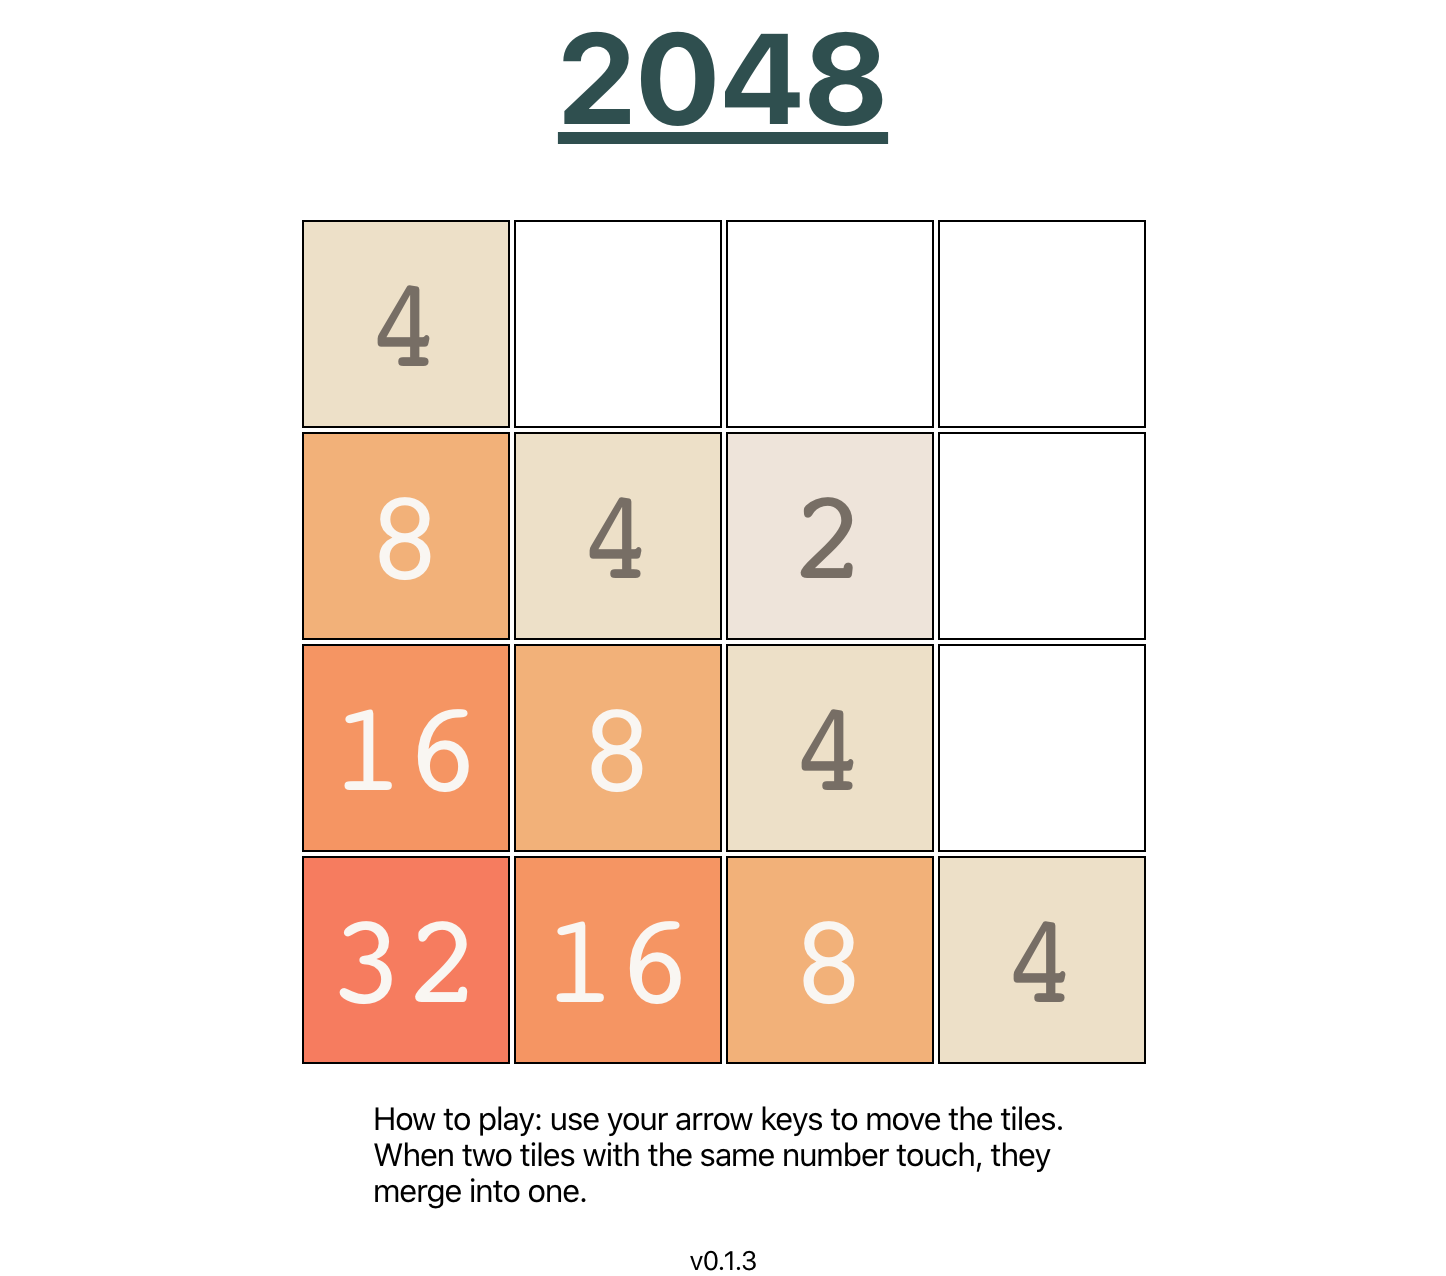 2048
4
8 4 2
16 8 4
32 16 8 4
How to play: use your arrow keys to move the tiles.
When two tiles with the same number touch, they
merge into one.
v0.1.3